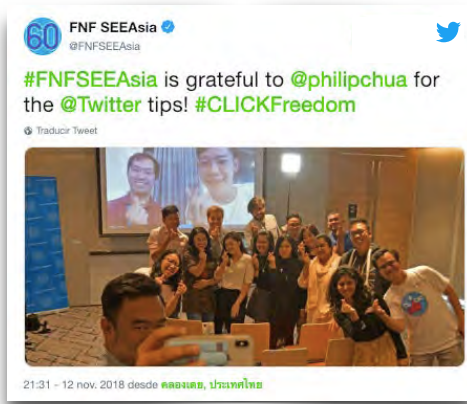 60
FNF SEEAsia
@FNFSEEAsia
#FNFSEEAsia is grateful to @philipchua for
the @Twitter tips! #CLICKFreedom
Traducir Tweet
21:31 - 12 nov. 2018 desde คลองเตย, ประเทศไทย